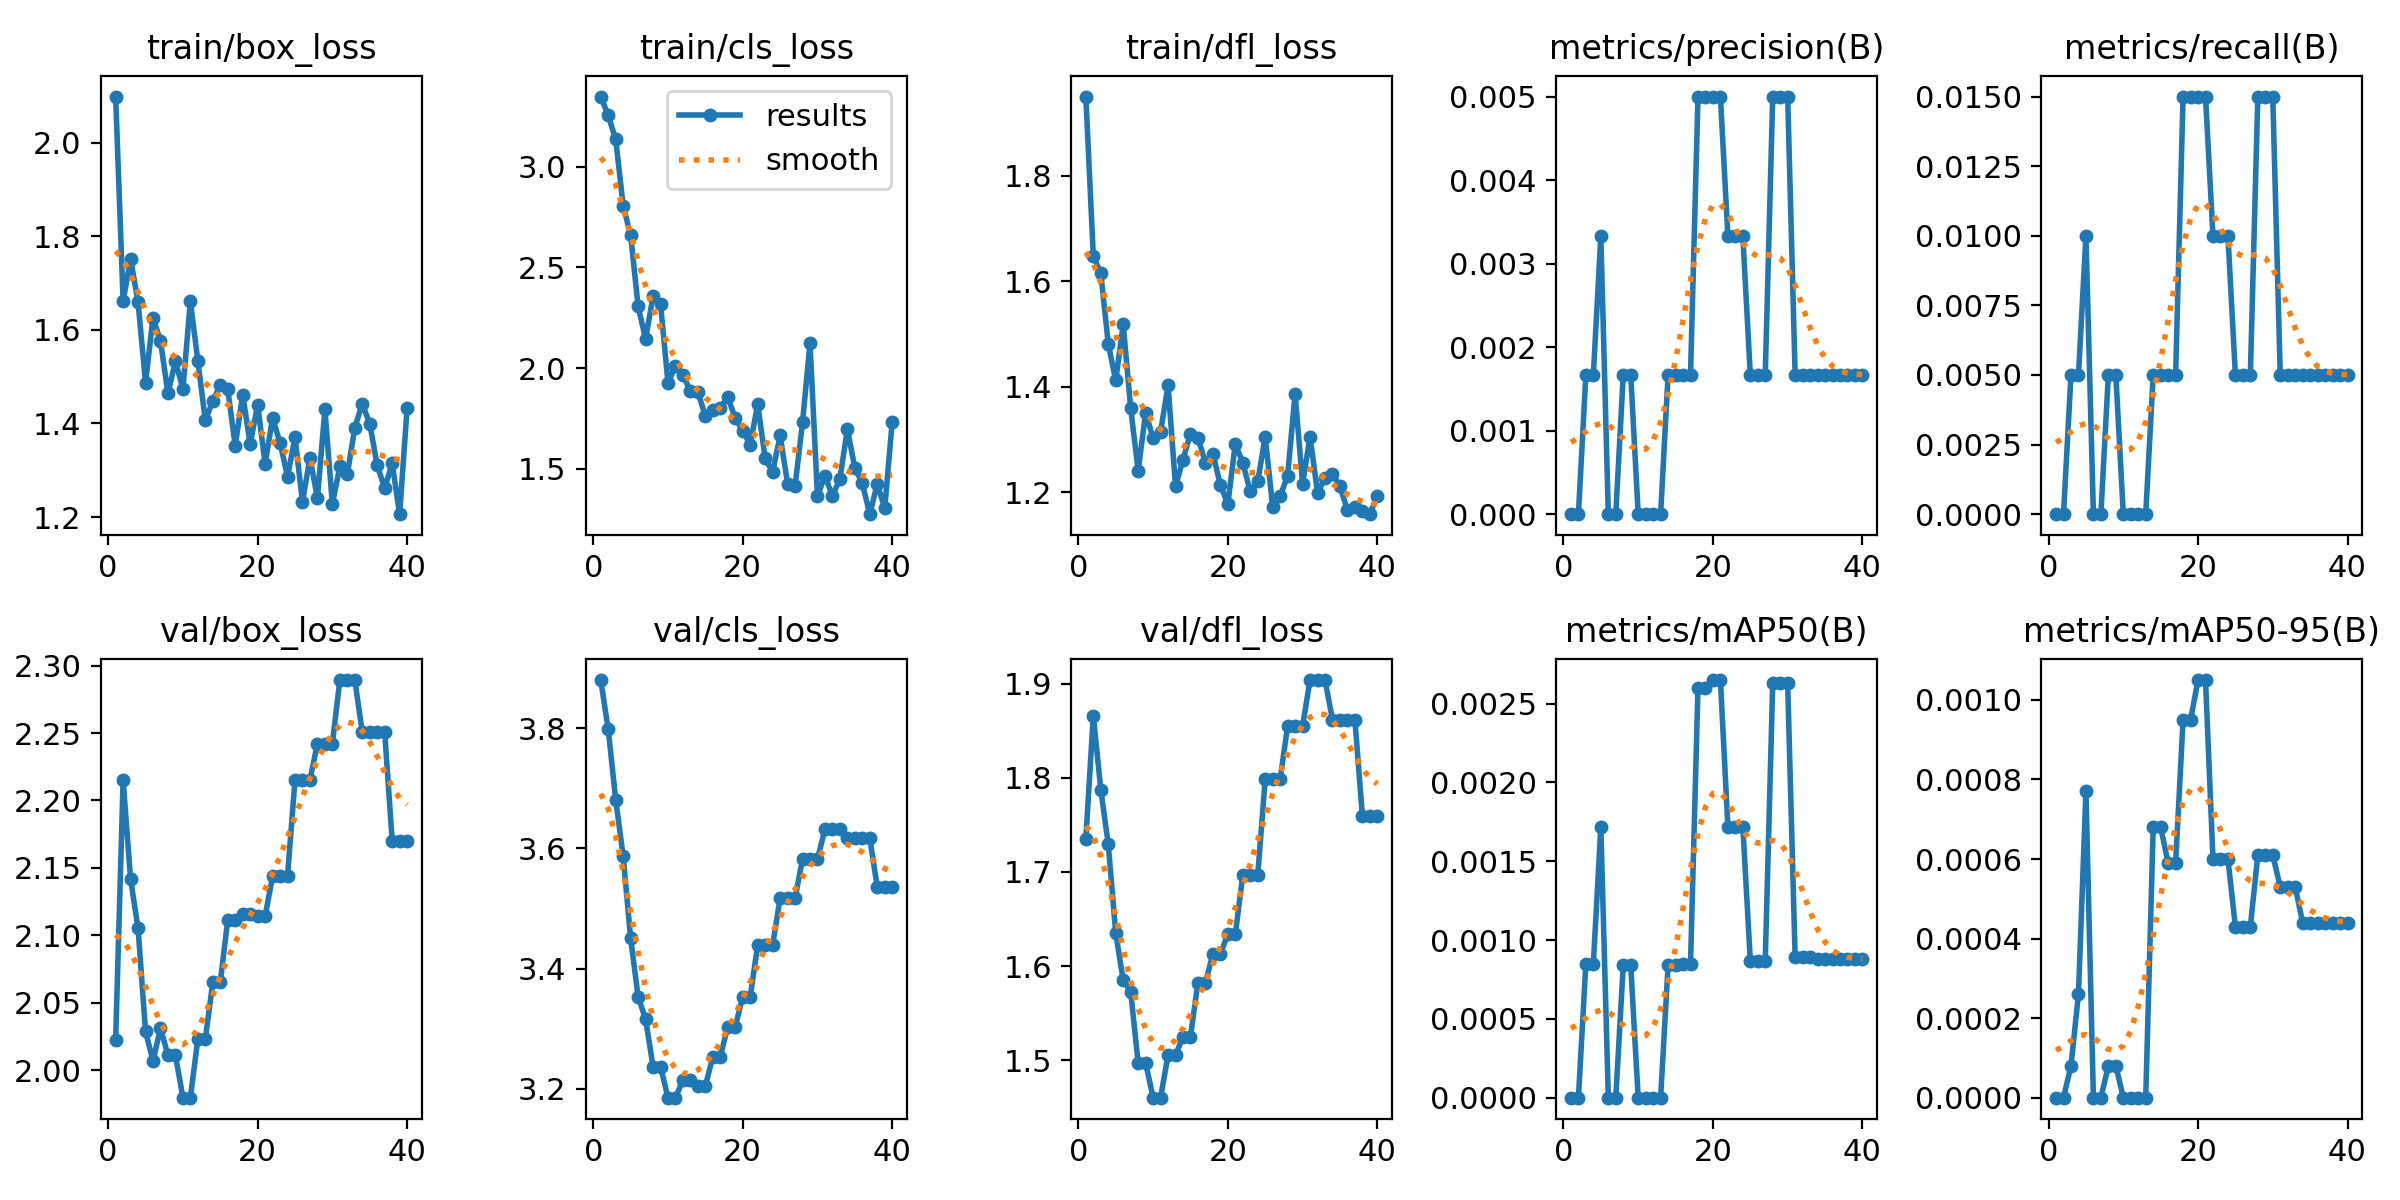 train/box_loss
2.0
1.8
1.6
1.4
1.2
0 20 40
train/cls_loss
results
smooth
3.0
2.5
2.0
1.5
0 20 40
train/dfl_loss
1.8
1.6
1.4
1.2
0 20 40
metrics/precision(B)
0.005
0.004
0.003
0.002
0.001
0.000
0 20 40
metrics/recall(B)
0.0150
0.0125
0.0100
0.0075
0.0050
0.0025
0.0000
0 20 40
val/box_loss
2.30
2.25
2.20
2.15
2.10
2.05
2.00
0 20 40
val/cls_loss
3.8
3.6
3.4
3.2
0 20 40
val/dfl_loss
1.9
1.8
1.7
1.6
1.5
0 20 40
metrics/mAP50(B)
0.0025
0.0020
0.0015
0.0010
0.0005
0.0000
0 20 40
metrics/mAP50-95(B)
0.0010
0.0008
0.0006
0.0004
0.0002
0.0000
0 20 40